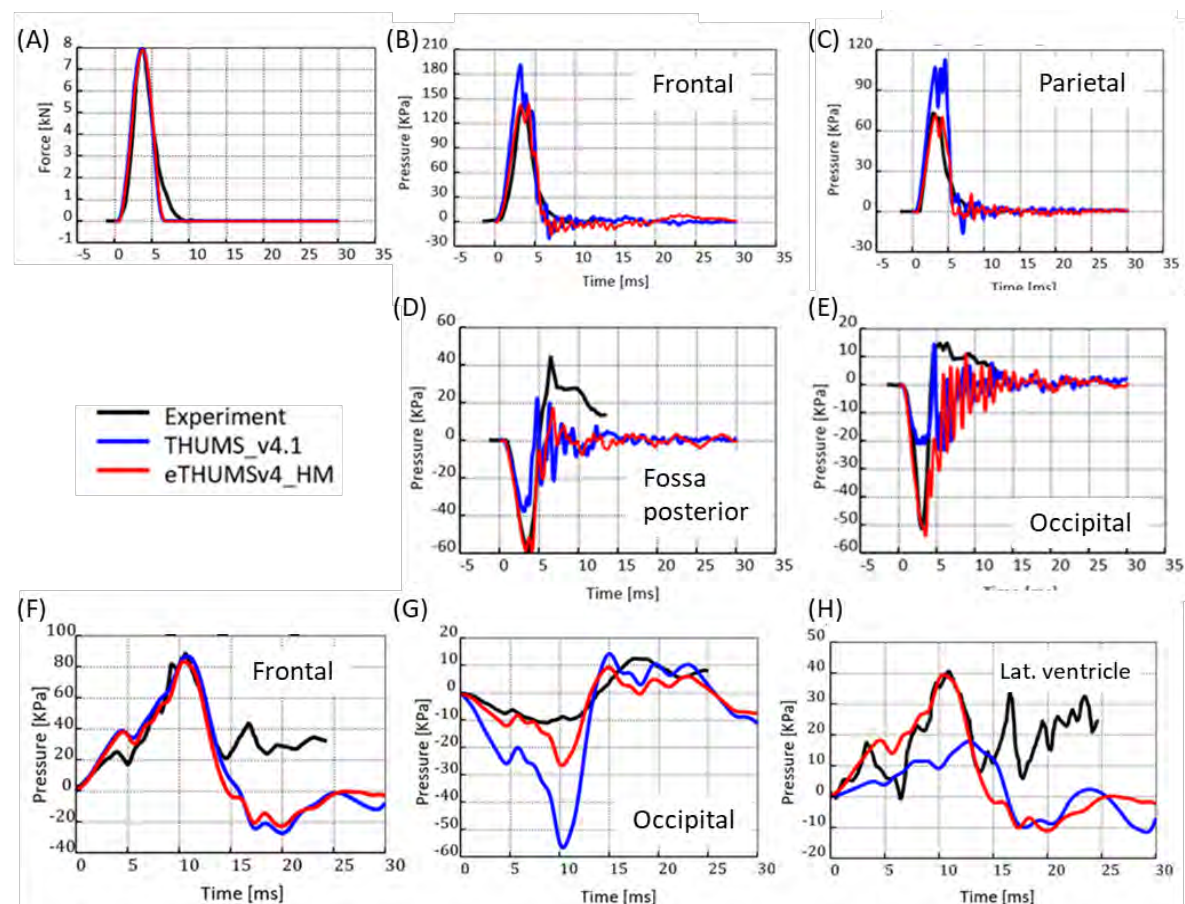 (A)
8
7
6
5
4
3
2
1
0
-1
Force [kN]
-5 0 5 10 15 20 25 30 35
(B)
210
180
150
120
90
60
30
0
-30
Pressure [KPa]
Frontal
-5 0 5 10 15 20 25 30 35
Time [ms]
(C)
120
90
60
30
0
-30
Pressure [KPa]
Parietal
-5 0 5 10 15 20 25 30 35
Time [ms]
Experiment
THUMS_v4.1
eTHUMSv4_HM
(D)
60
40
20
0
-20
-40
-60
Pressure [KPa]
Fossa
posterior
-5 0 5 10 15 20 25 30 35
Time [ms]
(E)
20
10
0
-10
-20
-30
-40
-50
-60
Pressure [KPa]
Occipital
-5 0 5 10 15 20 25 30 35
Time [ms]
(F)
100
80
60
40
20
0
-20
-40
Pressure [KPa]
Frontal
0 5 10 15 20 25 30
Time [ms]
(G)
20
10
0
-10
-20
-30
-40
-50
-60
Pressure [KPa]
Occipital
0 5 10 15 20 25 30
Time [ms]
(H)
50
40
30
20
10
0
-10
-20
Pressure [KPa]
Lat. ventricle
0 5 10 15 20 25 30
Time [ms]